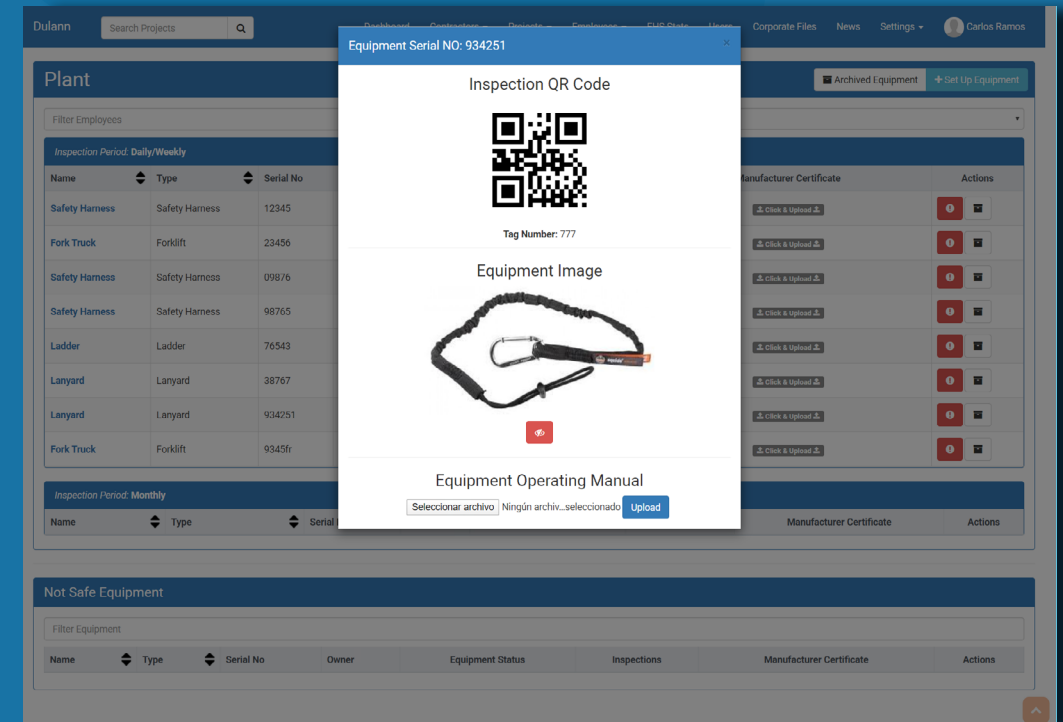 Dulann
Search Projects
Dashboard Contractors Projects Employees EHS Stats Users Corporate Files News Settings Carlos Ramos
Equipment Serial NO: 934251 ×
Plant
Archived Equipment + Set Up Equipment
Inspection QR Code
Filter Employees
Inspection Period: Daily/Weekly
Name Type Serial No Manufacturer Certificate Actions
Safety Harness Safety Harness 12345 Click & Upload
Fork Truck Forklift 23456 Click & Upload
Safety Harness Safety Harness 09876 Click & Upload
Safety Harness Safety Harness 98765 Click & Upload
Ladder Ladder 76543 Click & Upload
Lanyard Lanyard 38767 Click & Upload
Lanyard Lanyard 934251 Click & Upload
Fork Truck Forklift 9345fr Click & Upload
Tag Number: 777
Equipment Image
Equipment Operating Manual
Seleccionar archivo Ningún archiv...seleccionado Upload
Inspection Period: Monthly
Name Type Serial Manufacturer Certificate Actions
Not Safe Equipment
Filter Equipment
Name Type Serial No Owner Equipment Status Inspections Manufacturer Certificate Actions